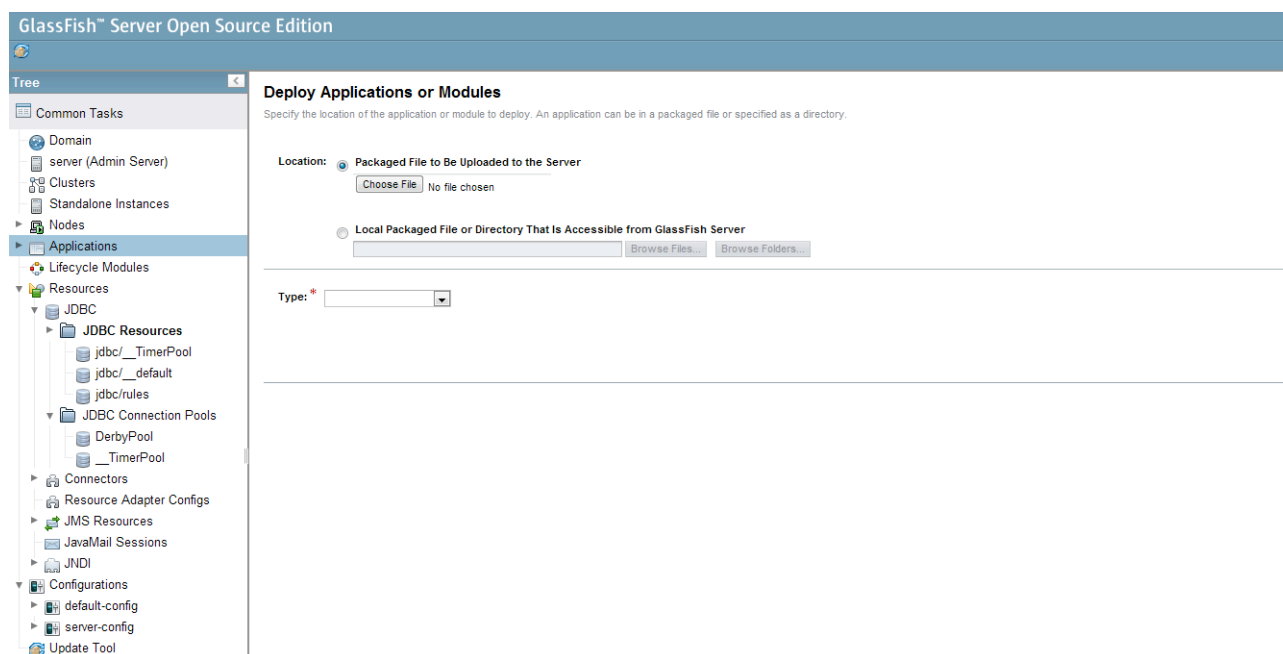 GlassFish™ Server Open Source Edition
Tree
Common Tasks
Domain
server (Admin Server)
Clusters
Standalone Instances
Nodes
Applications
Lifecycle Modules
Resources
JDBC
JDBC Resources
jdbc/__TimerPool
jdbc/__default
jdbc/rules
JDBC Connection Pools
DerbyPool
__TimerPool
Connectors
Resource Adapter Configs
JMS Resources
JavaMail Sessions
JNDI
Configurations
default-config
server-config
Update Tool
Deploy Applications or Modules
Specify the location of the application or module to deploy. An application can be in a packaged file or specified as a directory.
Location: Packaged File to Be Uploaded to the Server
Choose File No file chosen
Local Packaged File or Directory That Is Accessible from GlassFish Server
Browse Files... Browse Folders...
Type: *